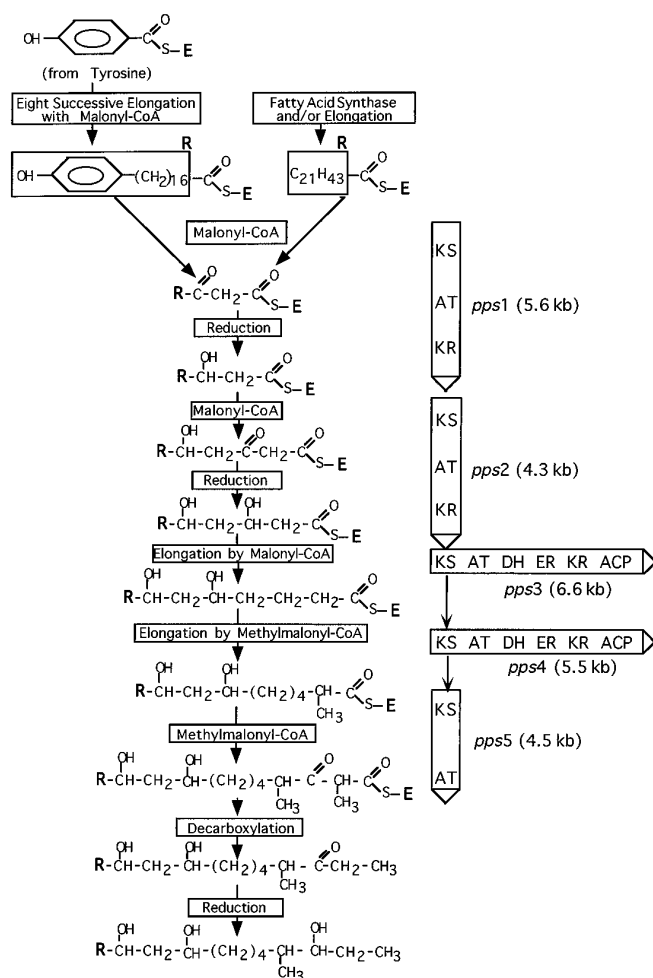 OH
C
O
S–E
(from Tyrosine)
Eight Successive Elongation
with Malonyl-CoA
Fatty Acid Synthase
and/or Elongation
R
OH –(CH2)16–C
O
S–E
R
C21H43 –C
O
S–E
Malonyl-CoA
O O
R-C-CH2-C
S–E
Reduction
OH O
R-CH-CH2-C
S–E
Malonyl-CoA
OH O O
R-CH-CH2-C-CH2-C
S–E
Reduction
OH OH O
R-CH-CH2-CH-CH2-C
S–E
Elongation by Malonyl-CoA
OH OH O
R-CH-CH2-CH-CH2-CH2-CH2-C
S–E
Elongation by Methylmalonyl-CoA
OH OH O
R-CH-CH2-CH-(CH2)4-CH-C
CH3 S–E
Methylmalonyl-CoA
OH OH O O
R-CH-CH2-CH-(CH2)4-CH-C-CH-C
CH3 CH3 S–E
Decarboxylation
OH OH O
R-CH-CH2-CH-(CH2)4-CH-C-CH2-CH3
CH3
Reduction
OH OH OH
R-CH-CH2-CH-(CH2)4-CH-CH-CH2-CH3
CH3
KS
AT
KR
pps1 (5.6 kb)
KS
AT
KR
pps2 (4.3 kb)
KS AT DH ER KR ACP
pps3 (6.6 kb)
KS AT DH ER KR ACP
pps4 (5.5 kb)
KS
AT
pps5 (4.5 kb)